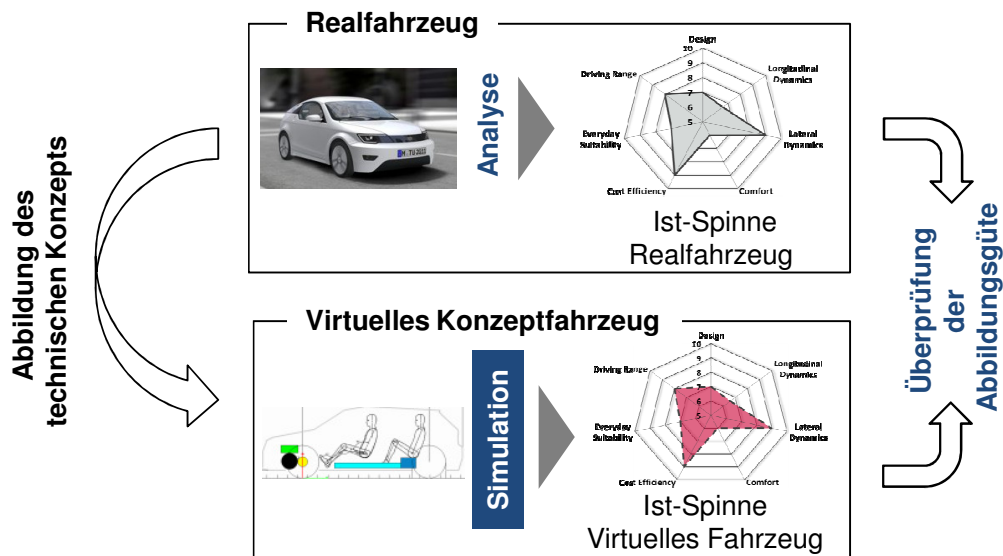 Realfahrzeug
Analyse
Design
10
9
8
7
6
5
Longitudinal
Dynamics
Lateral
Dynamics
Comfort
Cost Efficiency
Everyday
Suitability
Driving Range
Ist-Spinne
Realfahrzeug
Abbildung des
technischen Konzepts
Überprüfung
der
Abbildungsgüte
Virtuelles Konzeptfahrzeug
Simulation
Design
10
9
8
7
6
5
Longitudinal
Dynamics
Lateral
Dynamics
Comfort
Cost Efficiency
Everyday
Suitability
Driving Range
Ist-Spinne
Virtuelles Fahrzeug